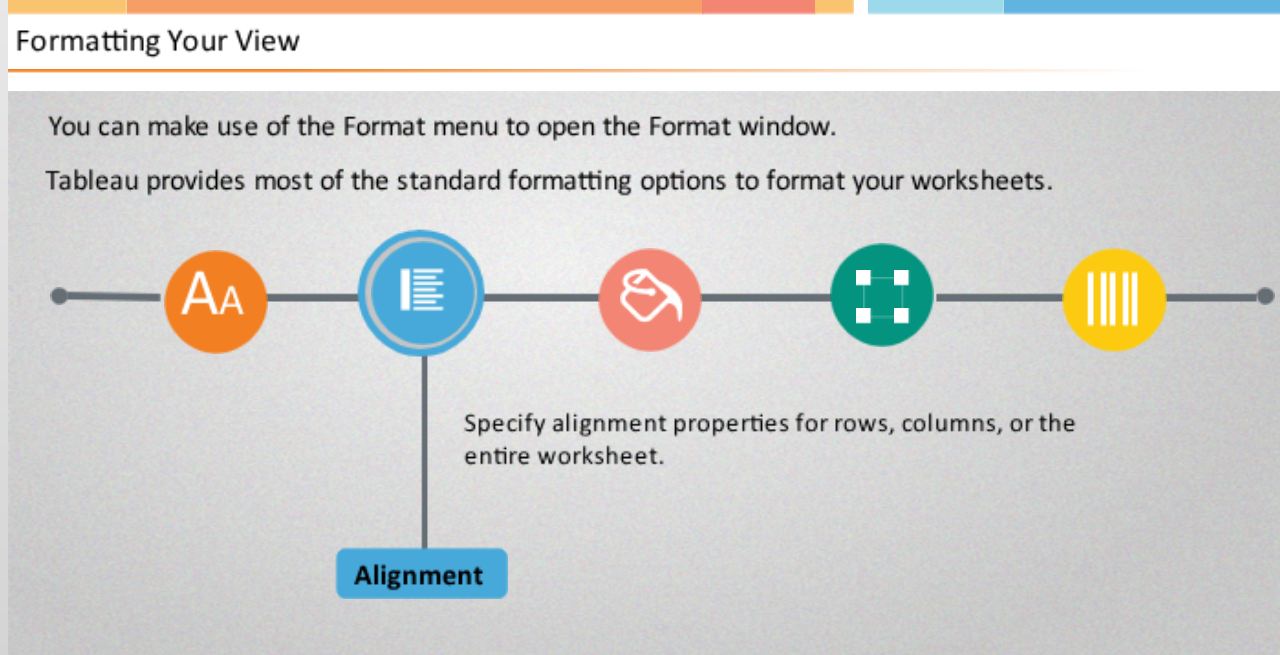 Formatting Your View
You can make use of the Format menu to open the Format window.
Tableau provides most of the standard formatting options to format your worksheets.
AA
Specify alignment properties for rows, columns, or the
entire worksheet.
Alignment